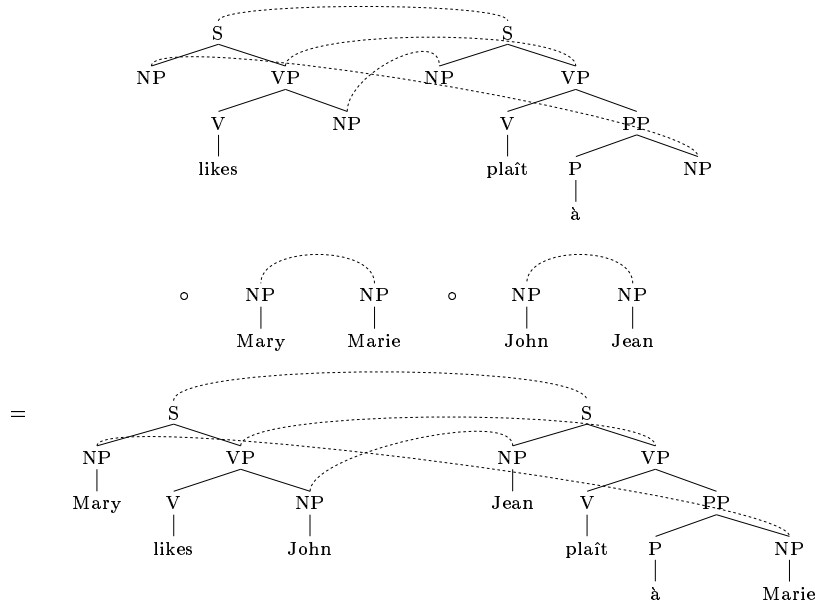 S S
NP VP NP VP
V NP V PP
likes plaît P NP
à
∘ NP NP ∘ NP NP
Mary Marie John Jean
= S S
NP VP NP VP
Mary V NP Jean V PP
likes John plaît P NP
à Marie